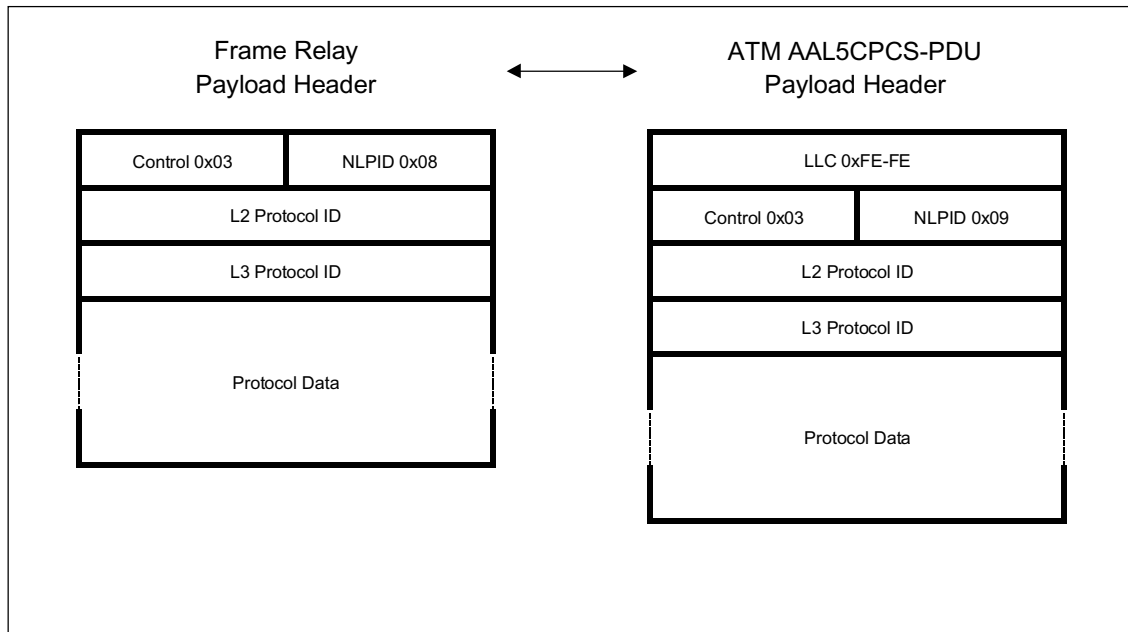 Frame Relay
Payload Header
Control 0x03
NLPID 0x08
L2 Protocol ID
L3 Protocol ID
Protocol Data
ATM AAL5CPCS-PDU
Payload Header
LLC 0xFE-FE
Control 0x03
NLPID 0x09
L2 Protocol ID
L3 Protocol ID
Protocol Data